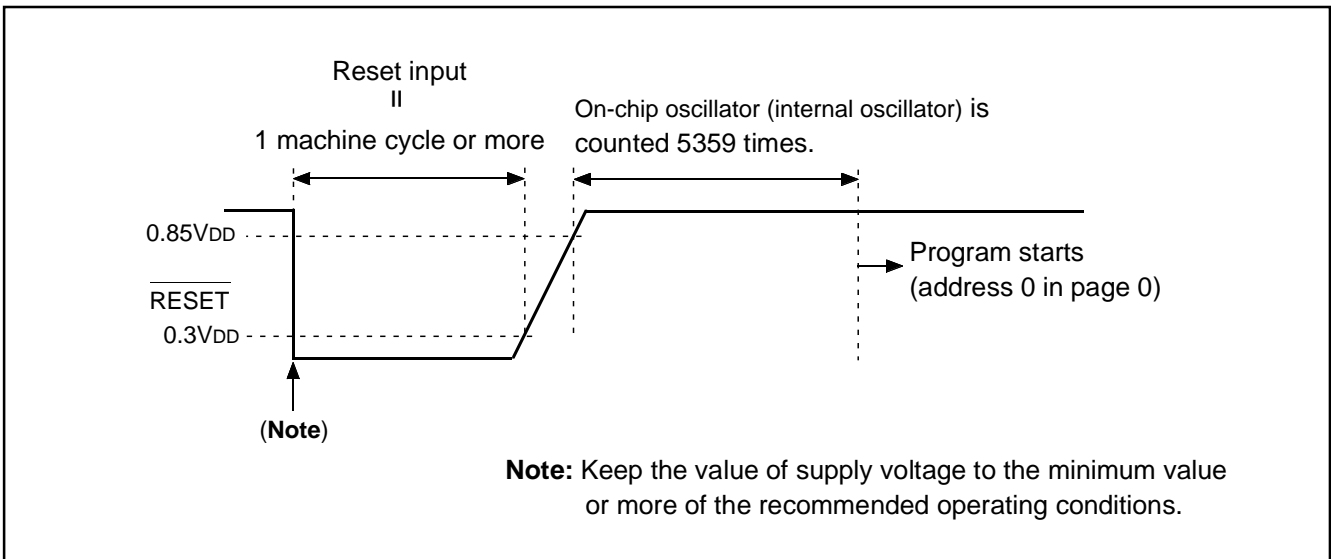 Reset input
=
1 machine cycle or more
On-chip oscillator (internal oscillator) is
counted 5359 times.
0.85VDD
RESET
0.3VDD
Program starts
(address 0 in page 0)
(Note)
Note: Keep the value of supply voltage to the minimum value
or more of the recommended operating conditions.